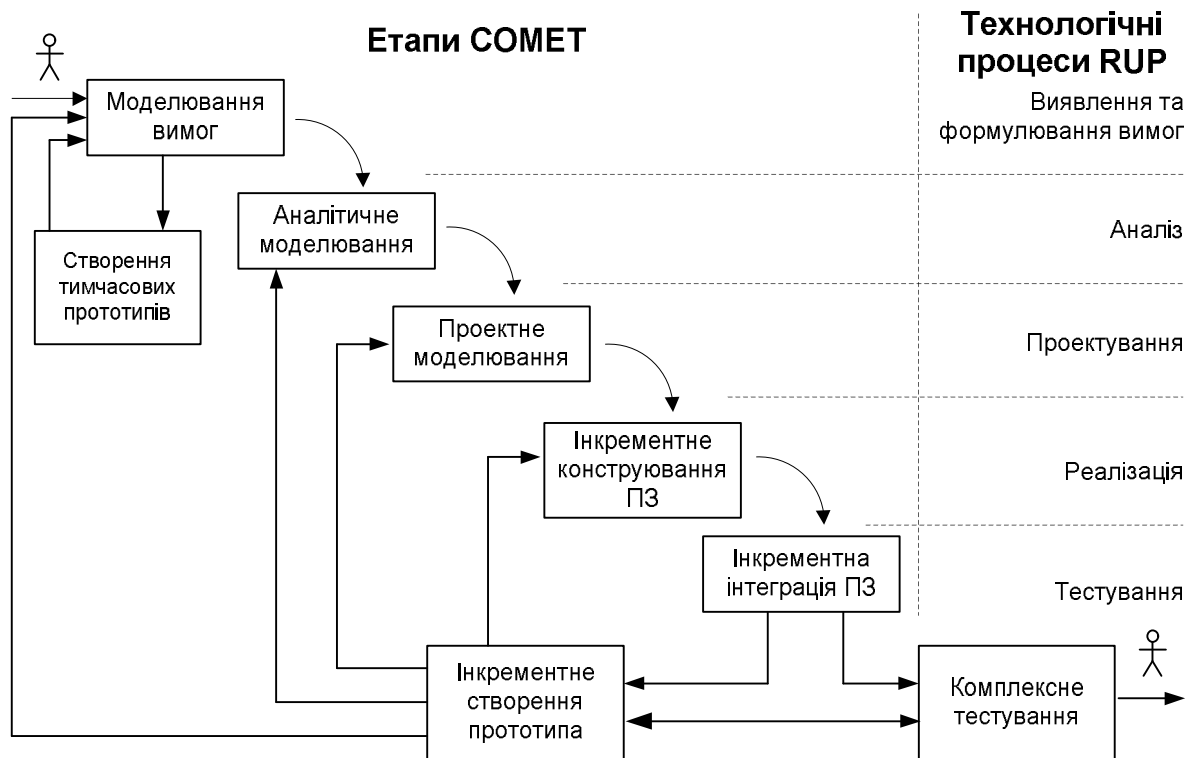 Етапи COMET
Технологічні
процеси RUP
Моделювання
вимог
Виявлення та
формулювання вимог
Аналітичне
моделювання
Аналіз
Створення
тимчасових
прототипів
Проектне
моделювання
Проектування
Інкрементне
конструювання
ПЗ
Реалізація
Інкрементна
інтеграція ПЗ
Тестування
Інкрементне
створення
прототипа
Комплексне
тестування